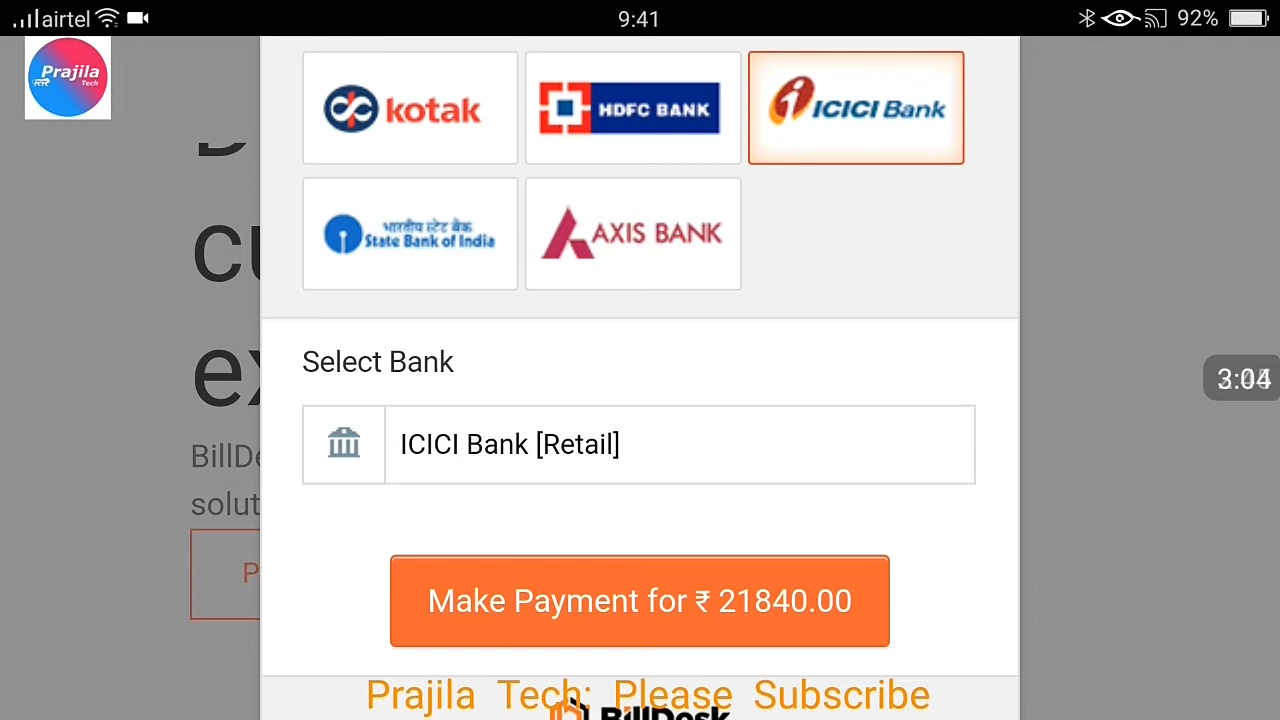 airtel
9:41
92%
Prajila
Tech
kotak
HDFC BANK
ICICI Bank
भारतीय स्टेट बैंक
State Bank of India
AXIS BANK
cu
ex
Select Bank
3:04
ICICI Bank [Retail]
BillDe
solut
P
Make Payment for ₹ 21840.00
Prajila Tech: Please Subscribe
BillDesk